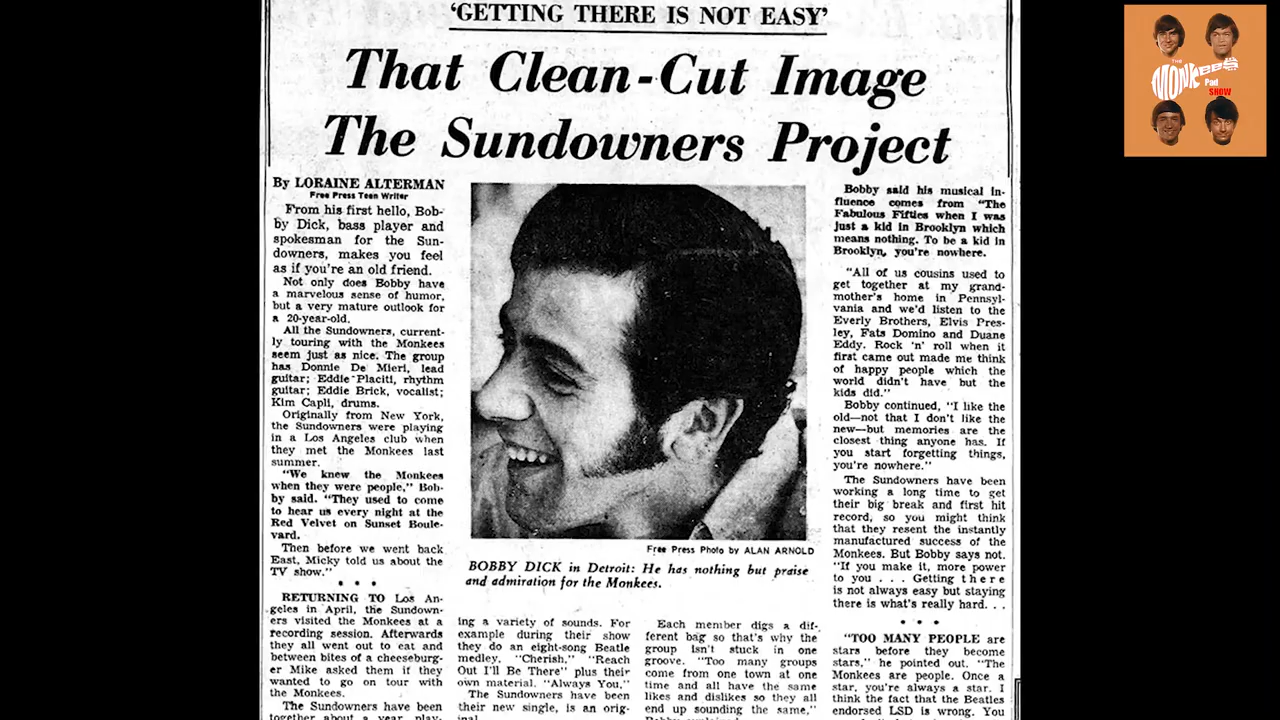 'GETTING THERE IS NOT EASY'
That Clean-Cut Image
The Sundowners Project
By LORAINE ALTERMAN
Free Press Teen Writer
From his first hello, Bob-
by Dick, bass player and
spokesman for the Sun-
downers, makes you feel
as if you're an old friend.
Not only does Bobby have
a marvelous sense of humor,
but a very mature outlook for
a 20-year-old.
All the Sundowners, current-
ly touring with the Monkees
seem just as nice. The group
has Donnie De Mieri, lead
guitar; Eddie Placiti, rhythm
guitar; Eddie Brick, vocalist;
Kim Capli, drums.
Originally from New York,
the Sundowners were playing
in a Los Angeles club when
they met the Monkees last
summer.
"We knew the Monkees
when they were people," Bob-
by said. "They used to come
to hear us every night at the
Red Velvet on Sunset Boule-
vard.
Then before we went back
East, Micky told us about the
TV show."
• • •
RETURNING TO Los An-
geles in April, the Sundown-
ers visited the Monkees at a
recording session. Afterwards
they all went out to eat and
between bites of a cheeseburg-
er Mike asked them if they
wanted to go on tour with
the Monkees.
The Sundowners have been
together about a year, play-
Free Press Photo by ALAN ARNOLD
BOBBY DICK in Detroit: He has nothing but praise
and admiration for the Monkees.
ing a variety of sounds. For
example during their show
they do an eight-song Beatle
medley, "Cherish," "Reach
Out I'll Be There" plus their
own material. "Always You,"
The Sundowners have been
their new single, is an orig-
inal.
Each member digs a dif-
ferent bag so that's why the
group isn't stuck in one
groove. "Too many groups
come from one town at one
time and all have the same
likes and dislikes so they all
end up sounding the same,"
Bobby explained.
Bobby said his musical in-
fluence comes from "The
Fabulous Fifties when I was
just a kid in Brooklyn which
means nothing. To be a kid in
Brooklyn, you're nowhere.
"All of us cousins used to
get together at my grand-
mother's home in Pennsyl-
vania and we'd listen to the
Everly Brothers, Elvis Pres-
ley, Fats Domino and Duane
Eddy. Rock 'n' roll when it
first came out made me think
of happy people which the
world didn't have but the
kids did."
Bobby continued, "I like the
old—not that I don't like the
new—but memories are the
closest thing anyone has. If
you start forgetting things,
you're nowhere."
The Sundowners have been
working a long time to get
their big break and first hit
record, so you might think
that they resent the instantly
manufactured success of the
Monkees. But Bobby says not.
"If you make it, more power
to you . . . Getting there
is not always easy but staying
there is what's really hard. . .
• • •
"TOO MANY PEOPLE are
stars before they become
stars," he pointed out. "The
Monkees are people. Once a
star, you're always a star. I
think the fact that the Beatles
endorsed LSD is wrong. You
THE
MONKEES
Pod
SHOW